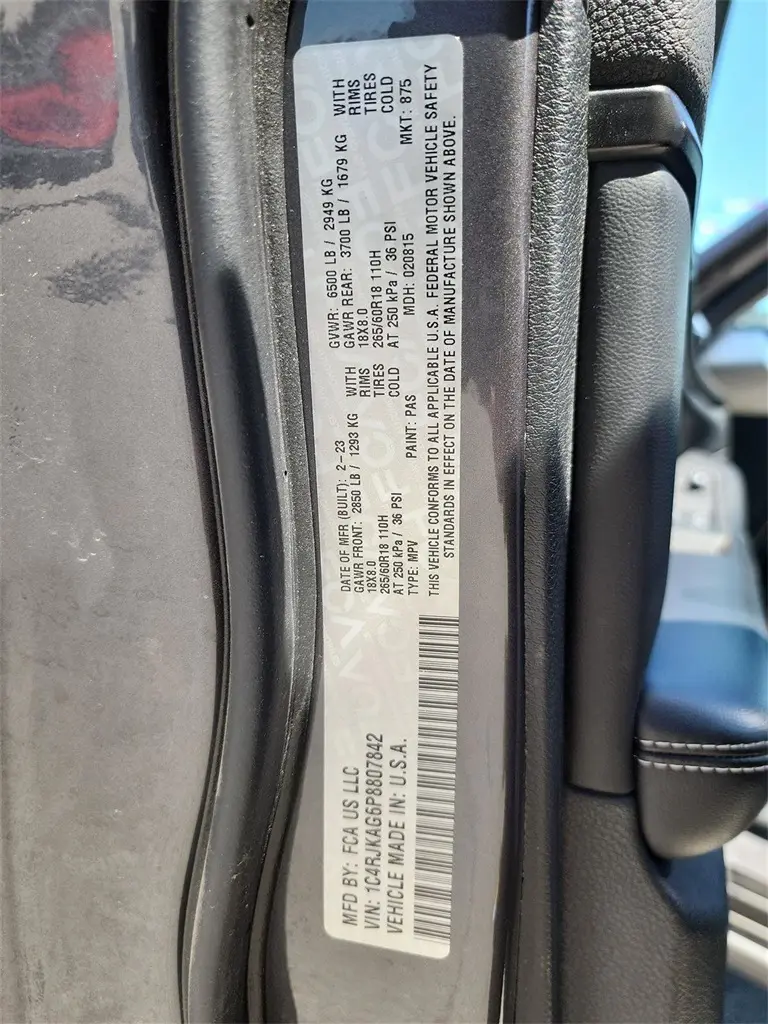 MFD BY: FCA US LLC
VIN: 1C4RJKAG6P8807842
VEHICLE MADE IN: U.S.A.
DATE OF MFR (BUILT): 2-23 GVWR: 6500 LB / 2949 KG
GAWR FRONT: 2850 LB / 1293 KG WITH GAWR REAR: 3700 LB / 1679 KG WITH
18X8.0 RIMS 18X8.0 RIMS
265/60R18 110H TIRES 265/60R18 110H TIRES
AT 250 kPa / 36 PSI COLD AT 250 kPa / 36 PSI COLD
TYPE: MPV PAINT: PAS MDH: 020815 MKT: 875
THIS VEHICLE CONFORMS TO ALL APPLICABLE U.S.A. FEDERAL MOTOR VEHICLE SAFETY
STANDARDS IN EFFECT ON THE DATE OF MANUFACTURE SHOWN ABOVE.